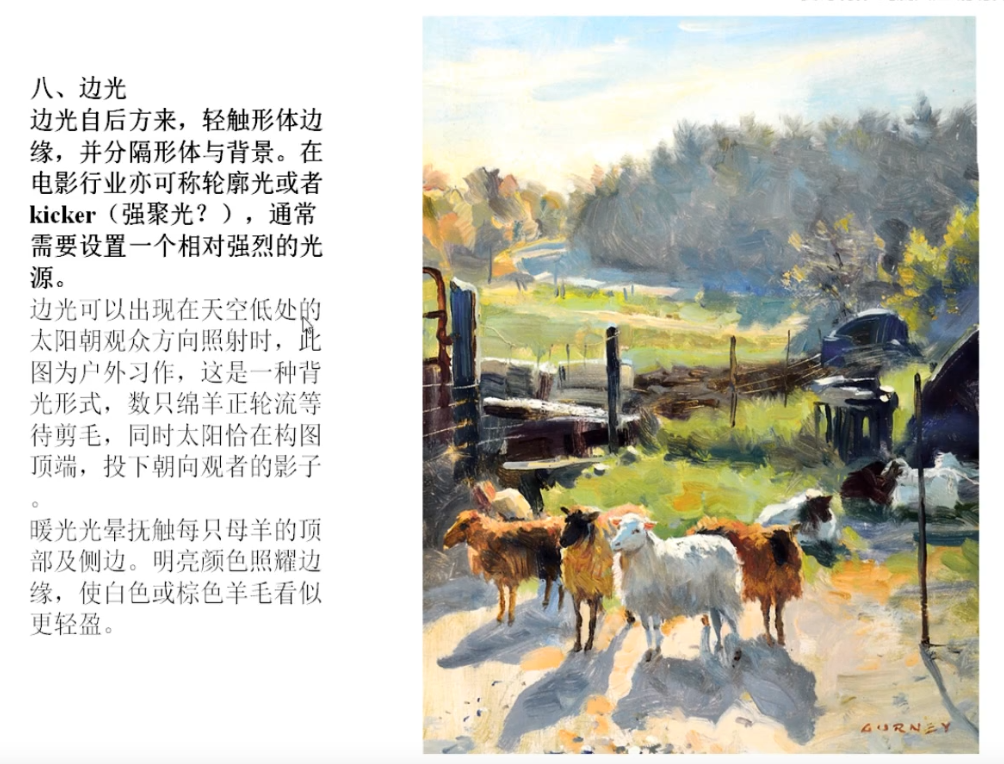 八、边光
边光自后方来，轻触形体边
缘，并分隔形体与背景。在
电影行业亦可称轮廓光或者
kicker（强聚光？），通常
需要设置一个相对强烈的光
源。
边光可以出现在天空低处的
太阳朝观众方向照射时，此
图为户外习作，这是一种背
光形式，数只绵羊正轮流等
待剪毛，同时太阳恰在构图
顶端，投下朝向观者的影子
。
暖光光晕抚触每只母羊的顶
部及侧边。明亮颜色照耀边
缘，使白色或棕色羊毛看似
更轻盈。
GURNEY